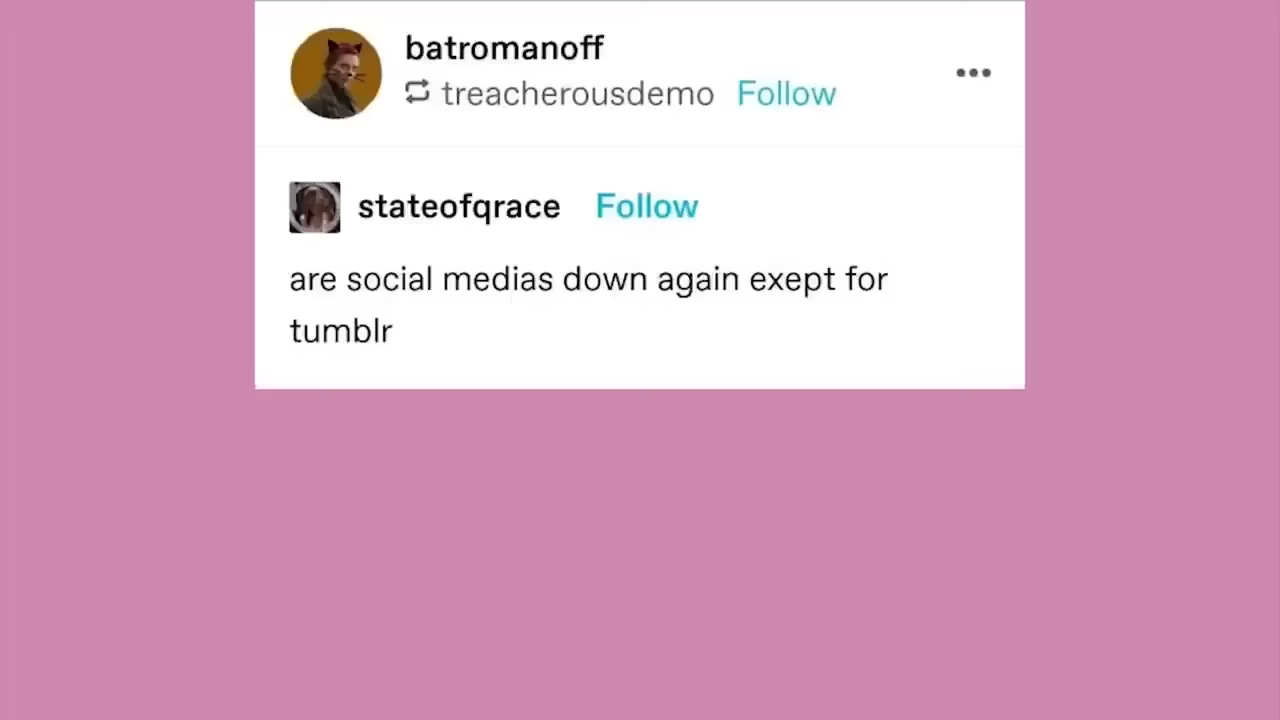 batromanoff
treacherousdemo Follow
stateofqrace Follow
are social medias down again exept for
tumblr